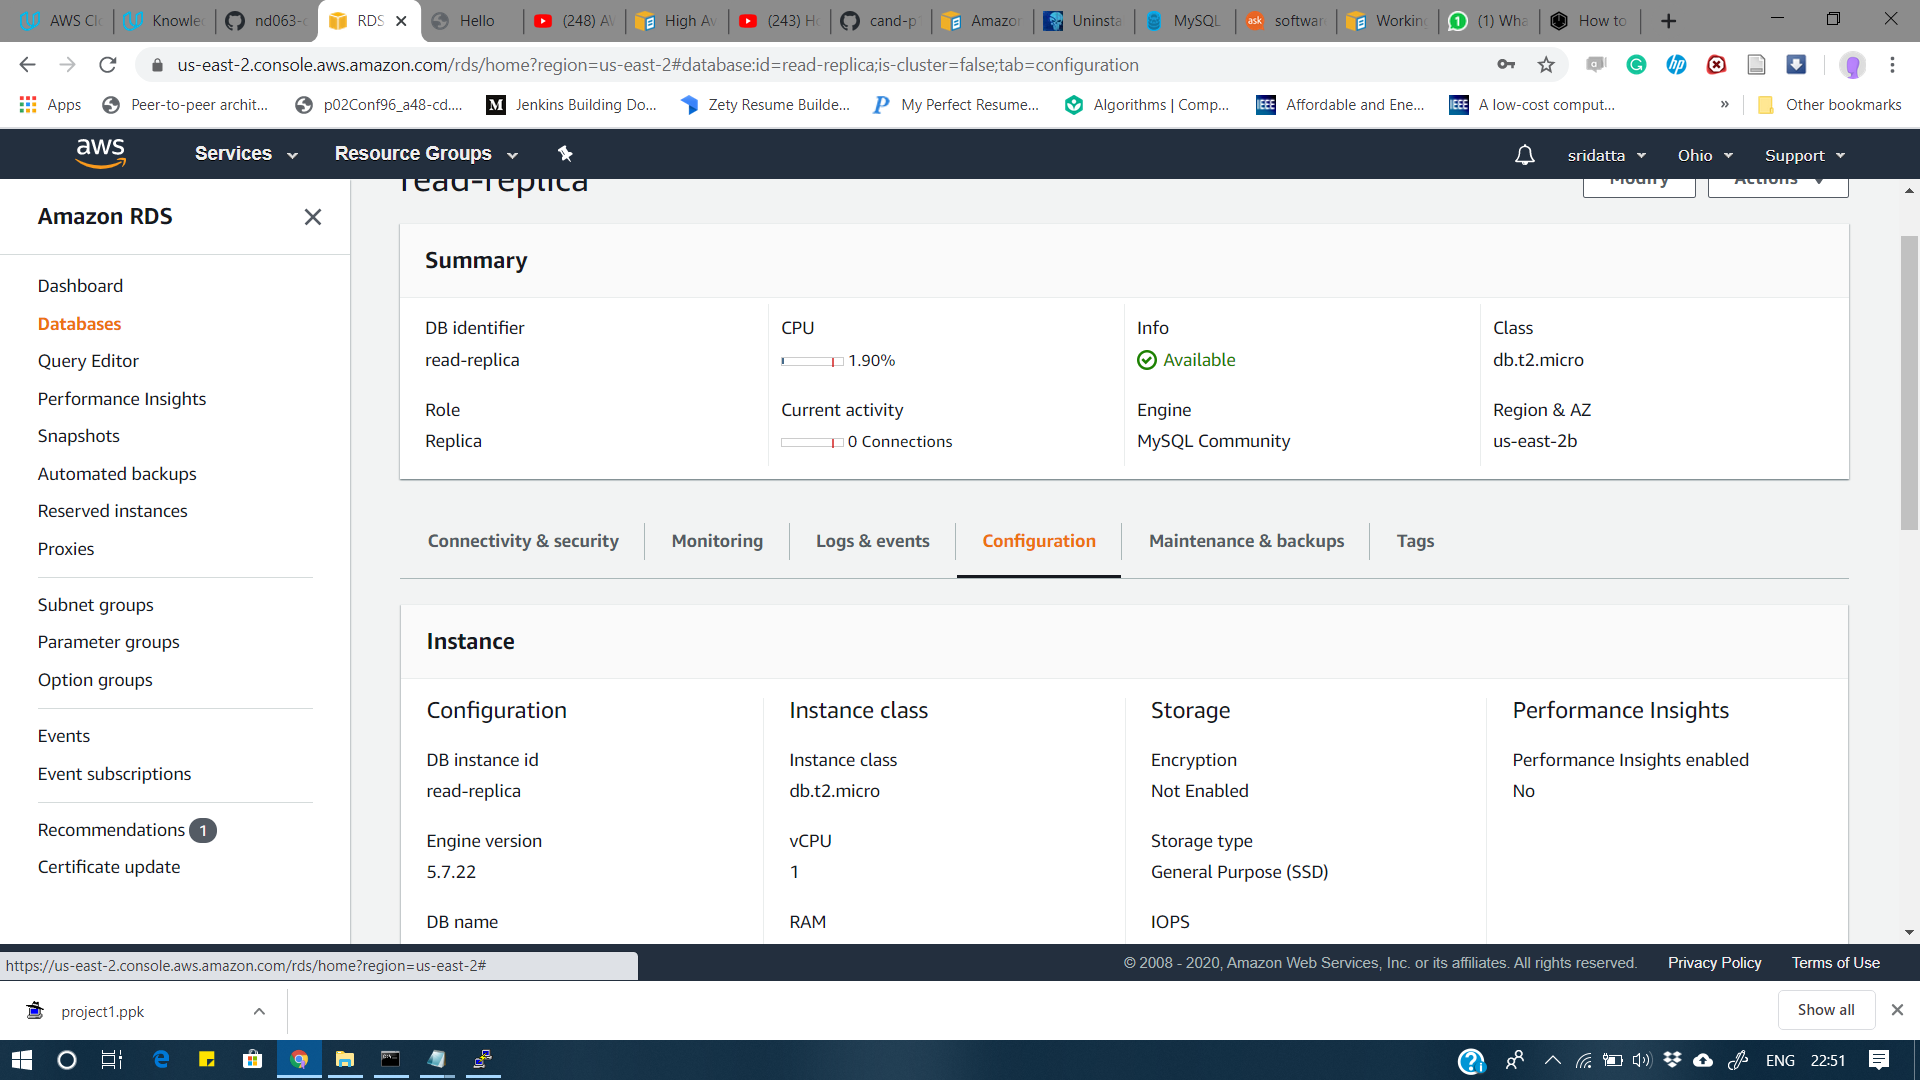 AWS Cl
Knowle
nd063-c
RDS
Hello
(248) AW
High Av
(243) Ho
cand-p
Amazon
Uninsta
MySQL
softwar
Working
(1) Wha
How to
us-east-2.console.aws.amazon.com/rds/home?region=us-east-2#database:id=read-replica;is-cluster=false;tab=configuration
Apps
Peer-to-peer archit...
p02Conf96_a48-cd....
Jenkins Building Do...
Zety Resume Builde...
My Perfect Resume...
Algorithms | Comp...
IEEE Affordable and Ene...
IEEE A low-cost comput...
»
Other bookmarks
aws
Services
Resource Groups
sridatta
Ohio
Support
read-replica
Modify
Actions
Amazon RDS
Dashboard
Databases
Query Editor
Performance Insights
Snapshots
Automated backups
Reserved instances
Proxies
Subnet groups
Parameter groups
Option groups
Events
Event subscriptions
Recommendations 1
Certificate update
Summary
DB identifier
read-replica
CPU
1.90%
Info
Available
Class
db.t2.micro
Role
Replica
Current activity
0 Connections
Engine
MySQL Community
Region & AZ
us-east-2b
Connectivity & security
Monitoring
Logs & events
Configuration
Maintenance & backups
Tags
Instance
Configuration
DB instance id
read-replica
Engine version
5.7.22
DB name
Instance class
Instance class
db.t2.micro
vCPU
1
RAM
Storage
Encryption
Not Enabled
Storage type
General Purpose (SSD)
IOPS
Performance Insights
Performance Insights enabled
No
https://us-east-2.console.aws.amazon.com/rds/home?region=us-east-2#
© 2008 - 2020, Amazon Web Services, Inc. or its affiliates. All rights reserved.
Privacy Policy
Terms of Use
project1.ppk
Show all
ENG
22:51